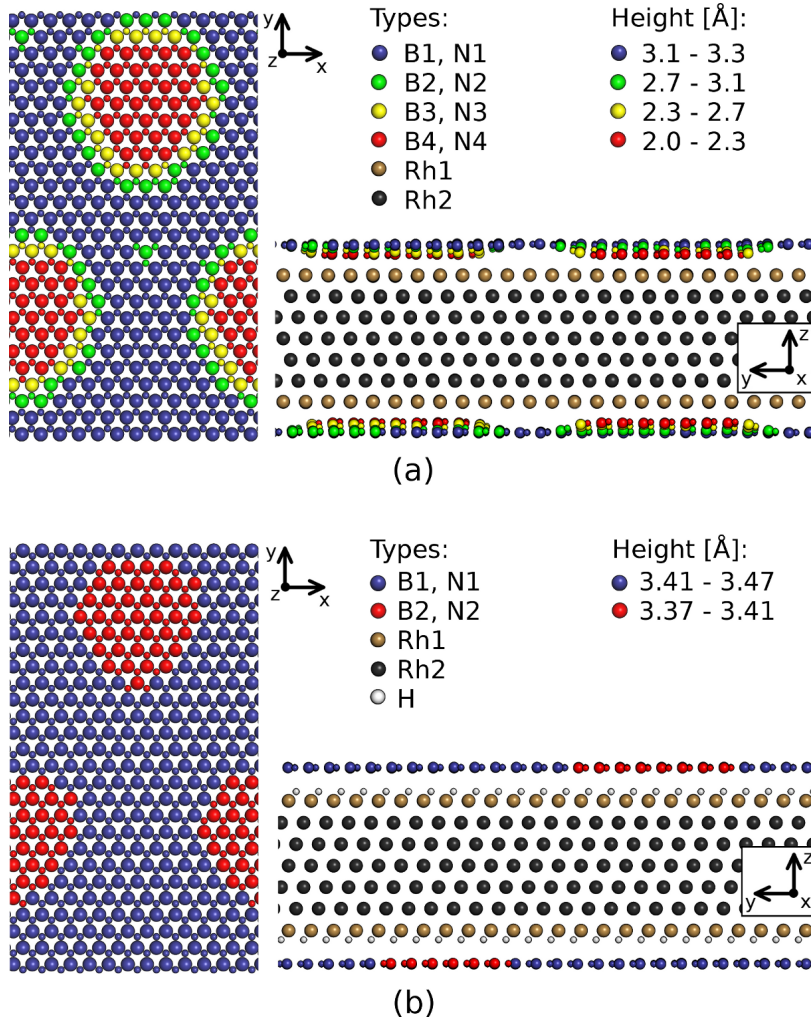 y
z
x
Types:
B1, N1
B2, N2
B3, N3
B4, N4
Rh1
Rh2
Height [Å]:
3.1 - 3.3
2.7 - 3.1
2.3 - 2.7
2.0 - 2.3
z
y
x
(a)
y
z
x
Types:
B1, N1
B2, N2
Rh1
Rh2
H
Height [Å]:
3.41 - 3.47
3.37 - 3.41
z
y
x
(b)